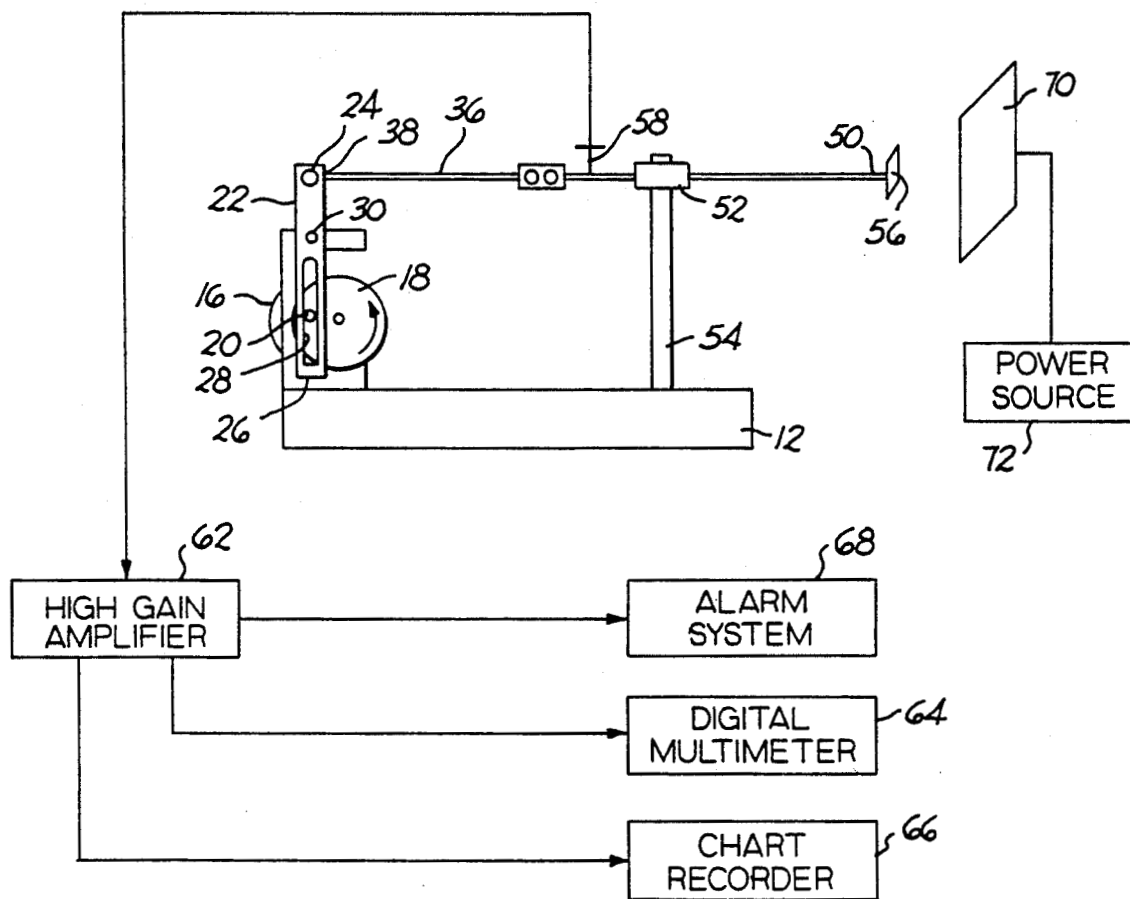 70
24
38
36
58
50
22
30
52
56
16
18
20
28
54
26
12
POWER
SOURCE
72
62
68
HIGH GAIN
AMPLIFIER
ALARM
SYSTEM
DIGITAL
MULTIMETER
64
CHART
RECORDER
66